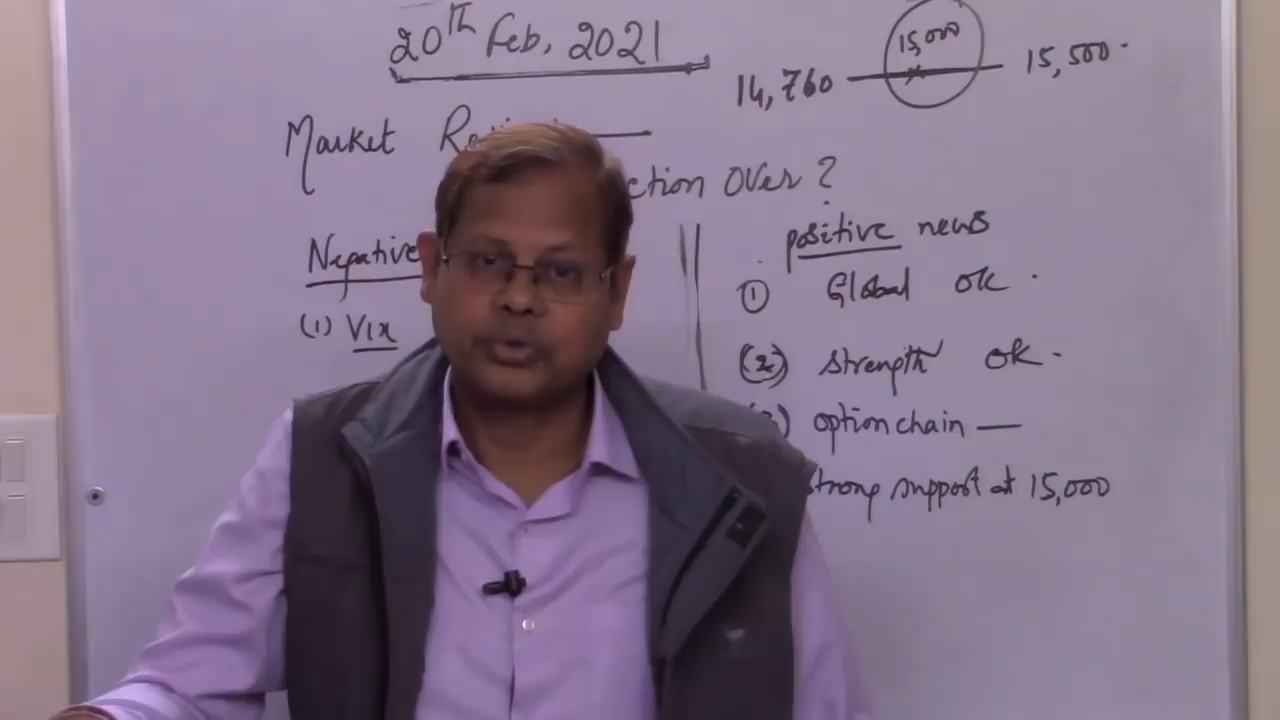 20th Feb, 2021
14,760 — 15,000 — 15,500.
Market
Over?
Negative
(1) Vix
positive news
① Global ok.
(2) strength ok.
option chain —
strong support at 15,000